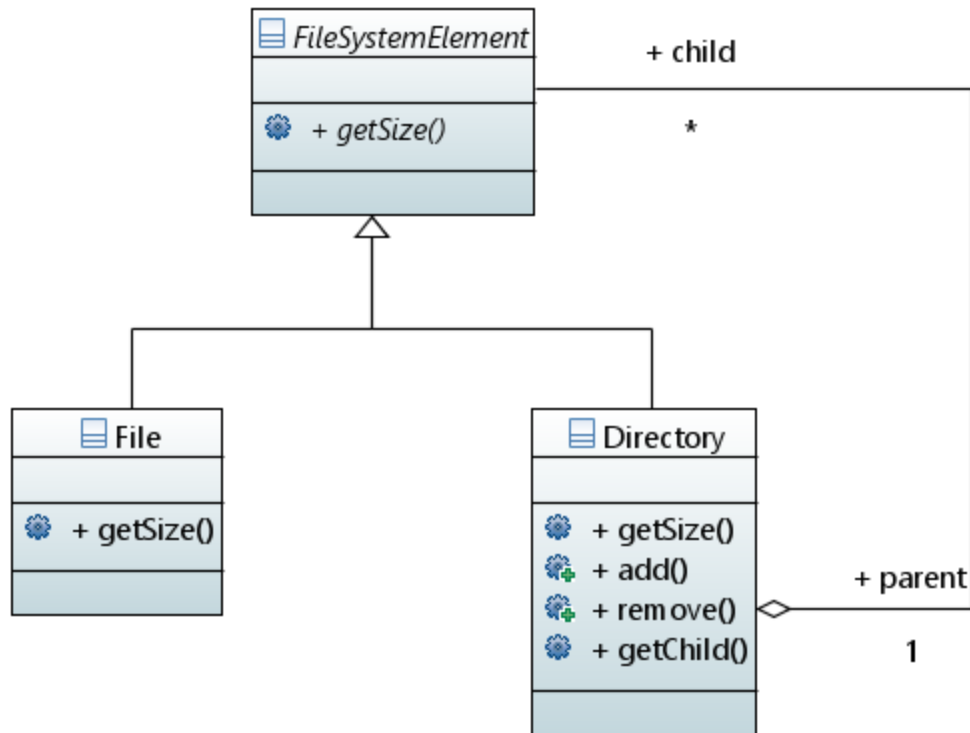 FileSystemElement
+ getSize()
+ child
*
File
+ getSize()
Directory
+ getSize()
+ add()
+ remove()
+ getChild()
+ parent
1